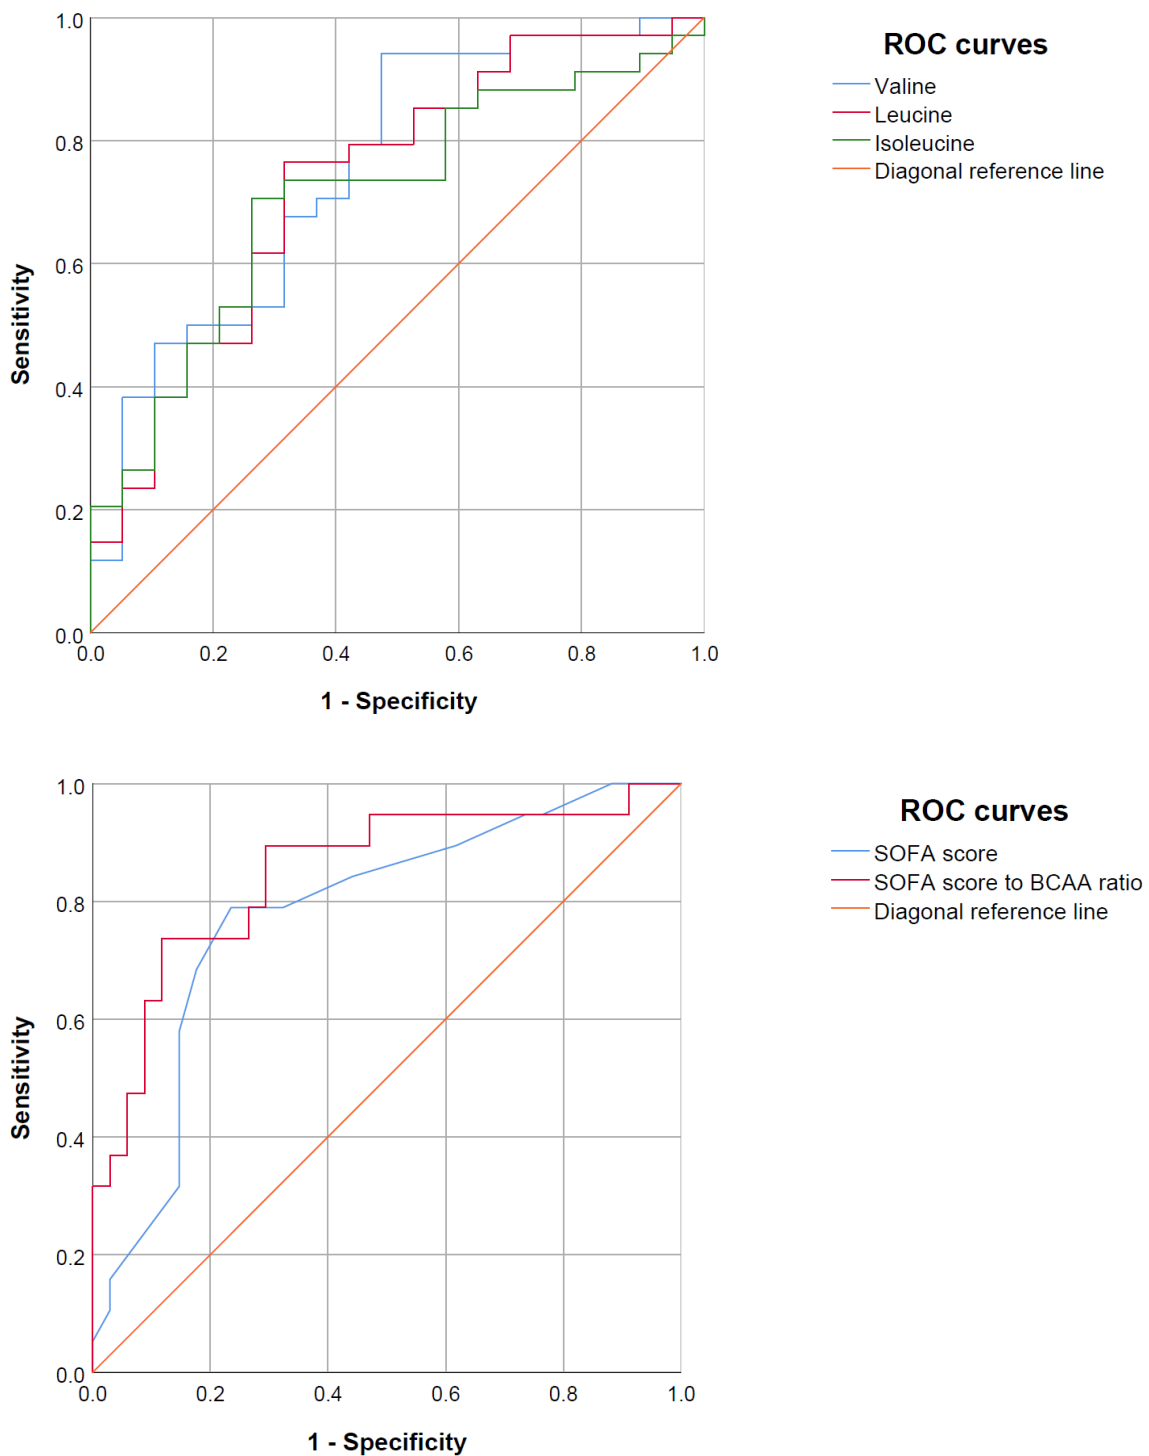 ROC curves
Valine
Leucine
Isoleucine
Diagonal reference line
1.0
0.8
0.6
0.4
0.2
0.0
Sensitivity
0.0 0.2 0.4 0.6 0.8 1.0
1 - Specificity
ROC curves
SOFA score
SOFA score to BCAA ratio
Diagonal reference line
1.0
0.8
0.6
0.4
0.2
0.0
Sensitivity
0.0 0.2 0.4 0.6 0.8 1.0
1 - Specificity